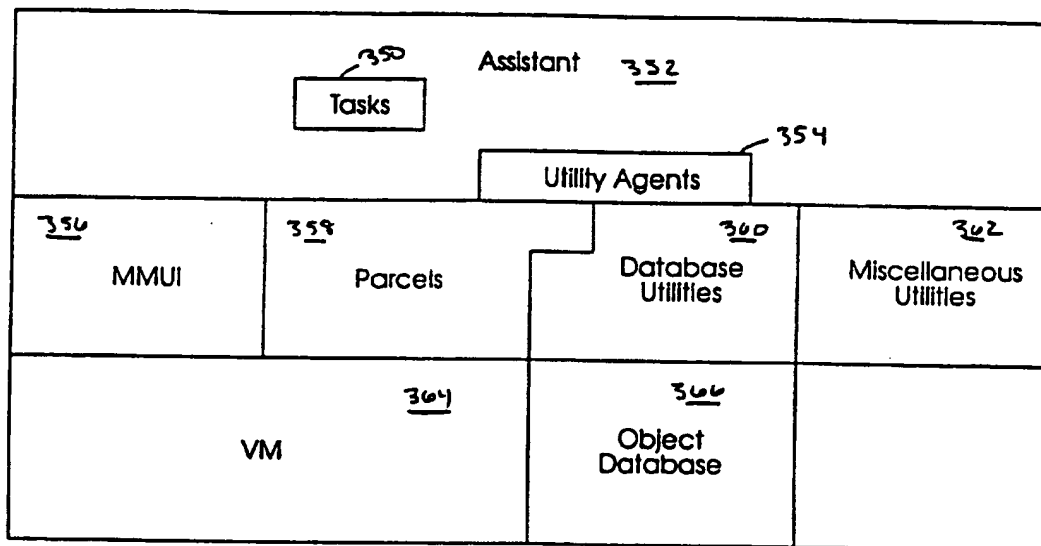 350
Assistant 352
Tasks
354
Utility Agents
356
358
360
362
MMUI
Parcels
Database
Utilities
Miscellaneous
Utilities
364
366
VM
Object
Database